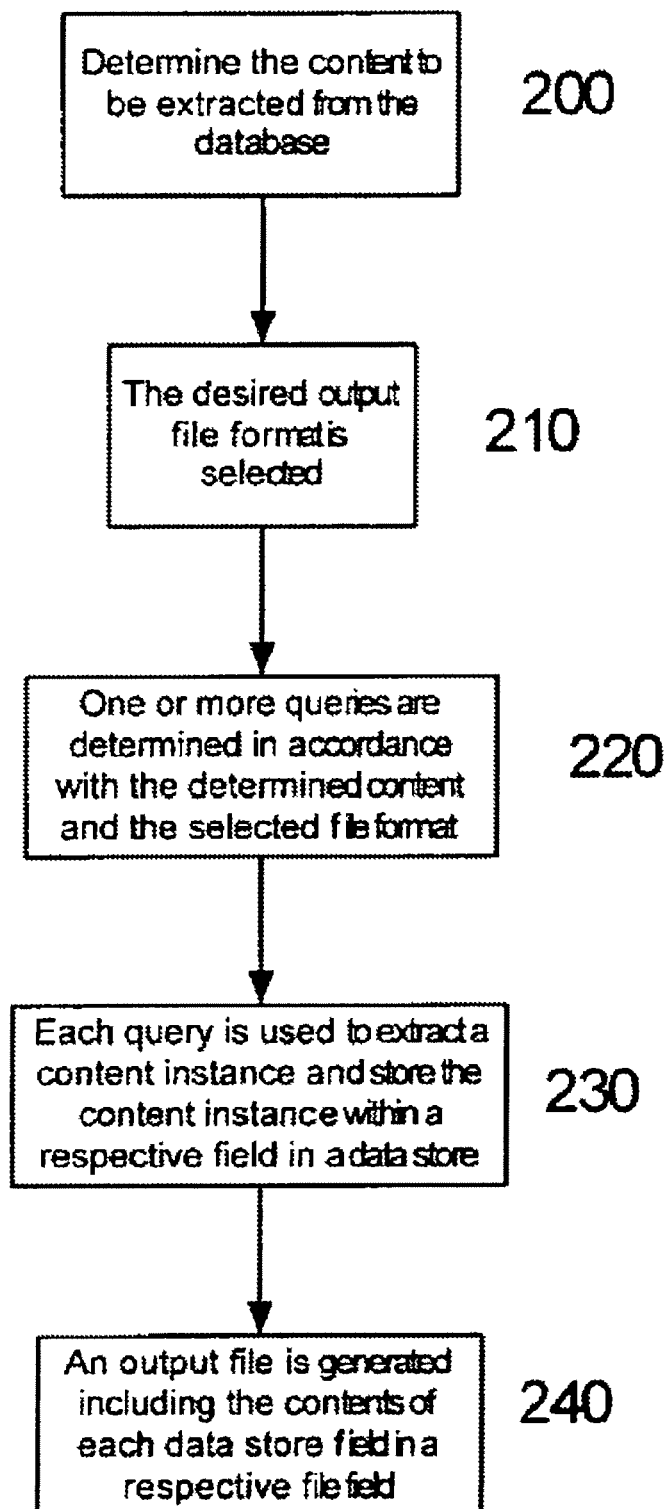 Determine the content to
be extracted from the
database
200
The desired output
file format is
selected
210
One or more queries are
determined in accordance
with the determined content
and the selected file format
220
Each query is used to extract a
content instance and store the
content instance within a
respective field in a data store
230
An output file is generated
including the contents of
each data store field in a
respective file field
240